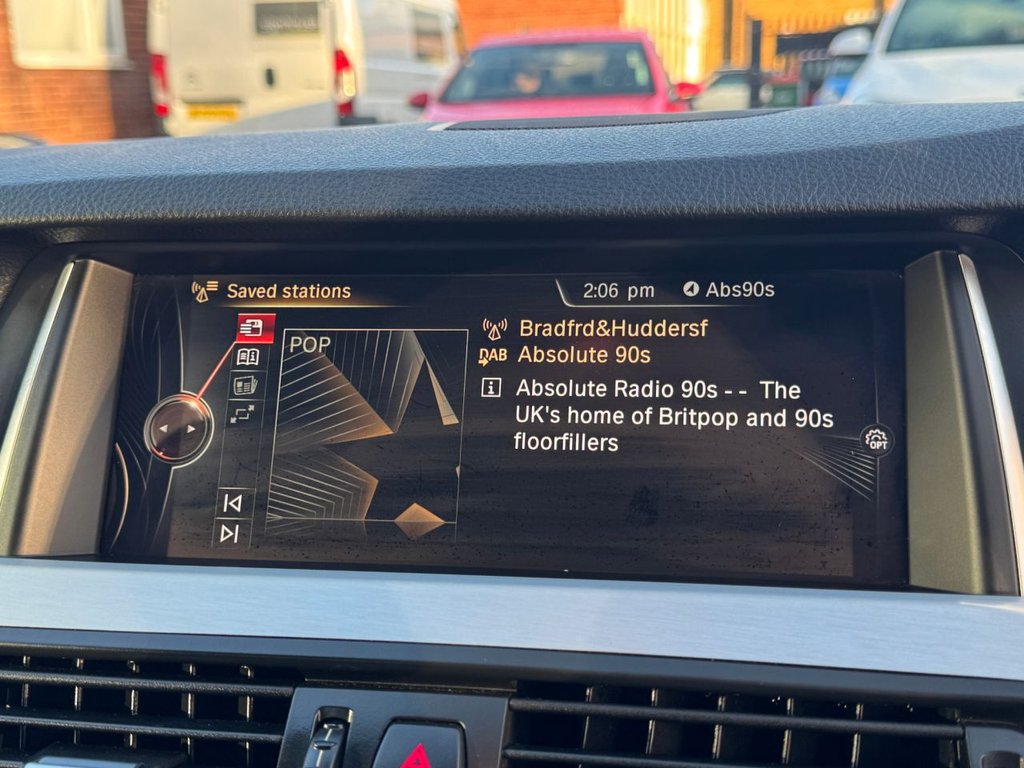 Saved stations
2:06 pm
Abs90s
POP
Bradfrd&Huddersf
DAB Absolute 90s
Absolute Radio 90s - - The
UK's home of Britpop and 90s
floorfillers
OPT